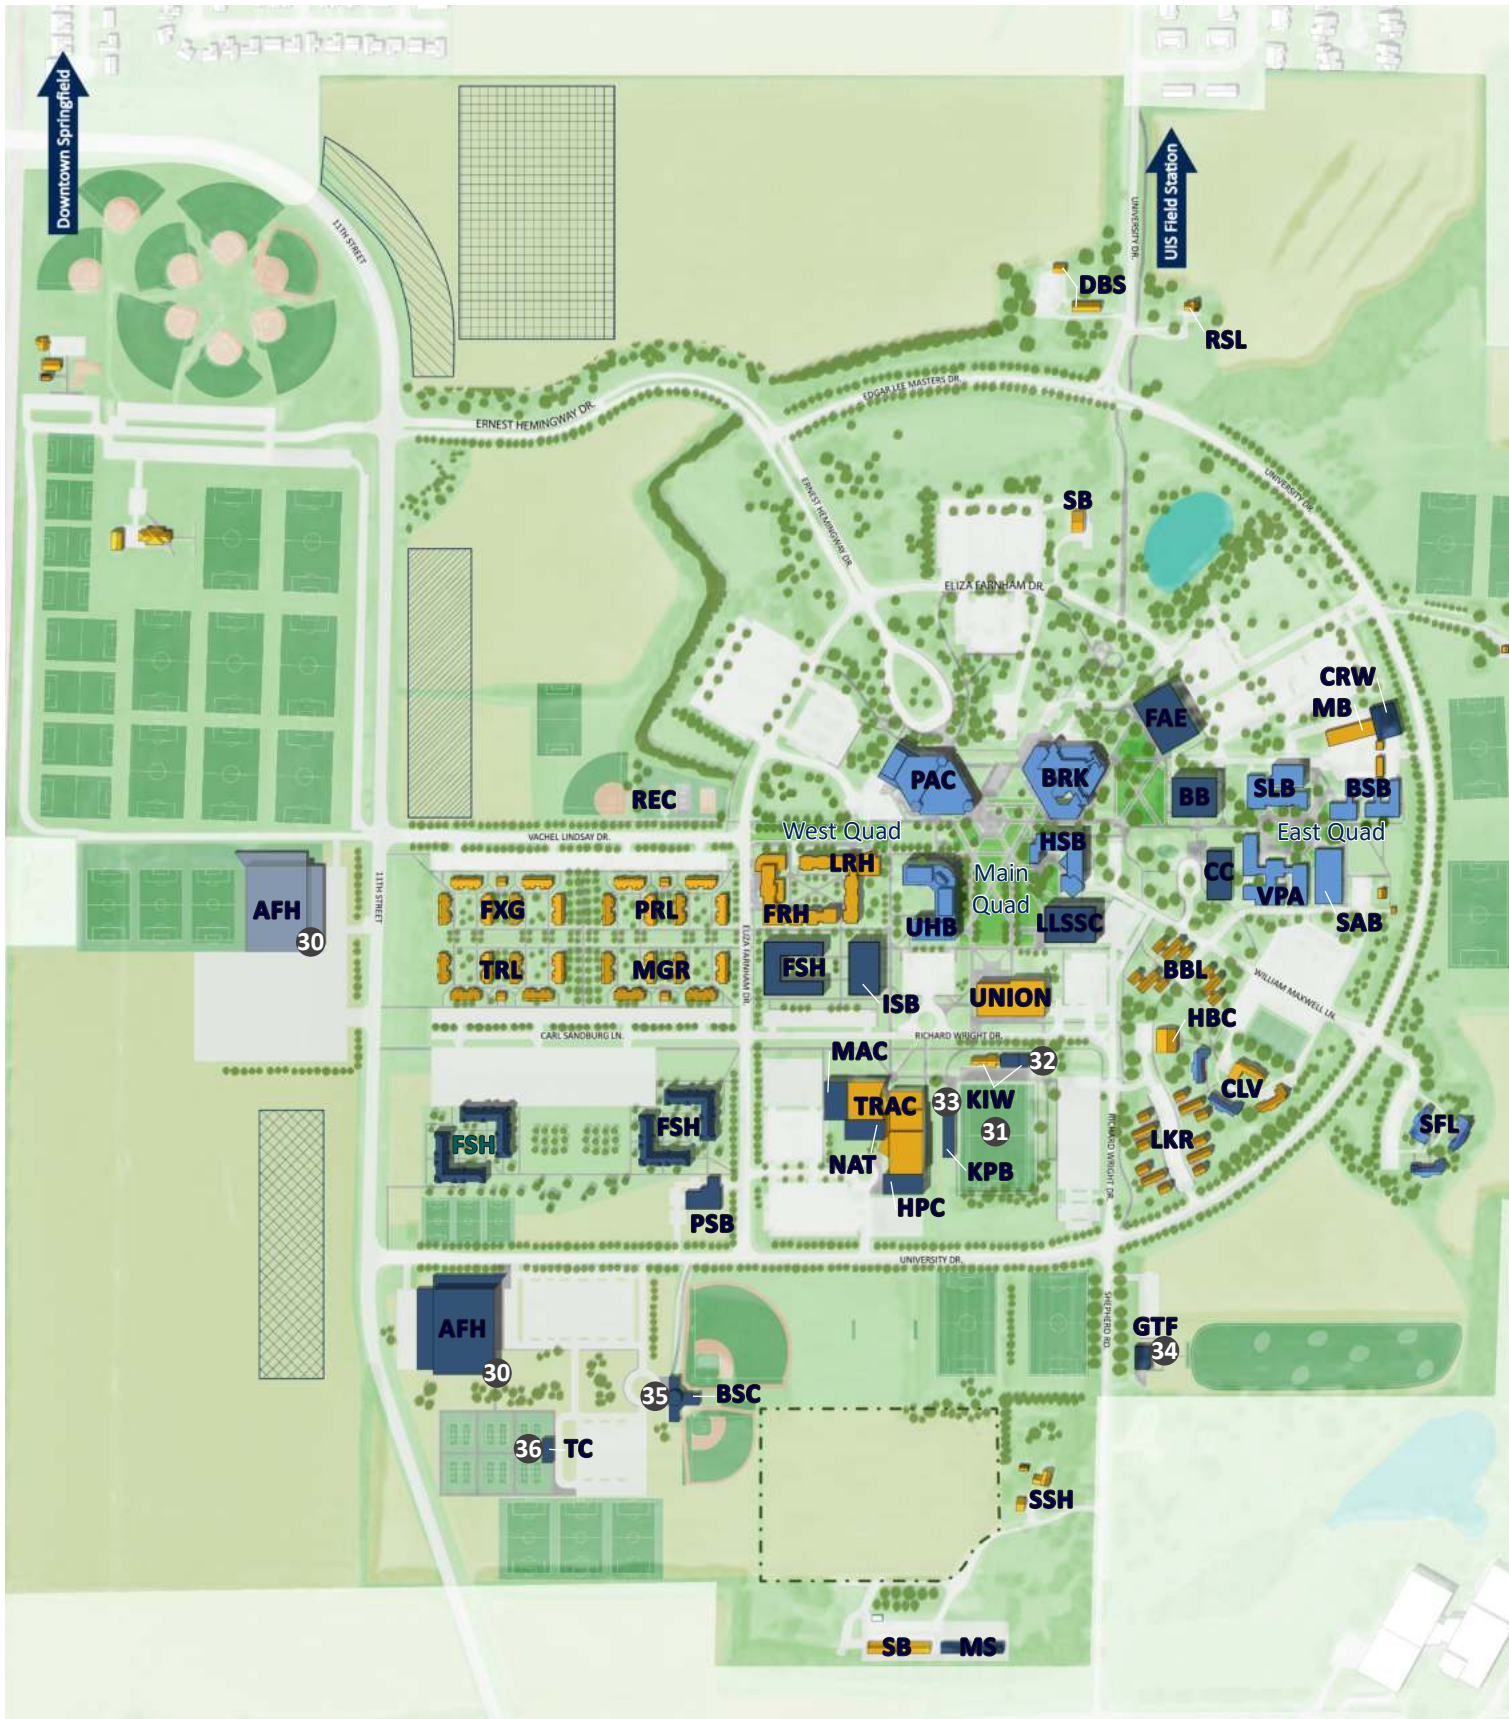 Downtown Springfield
UIS Field Station
UNIVERSITY DR.
11TH STREET
DBS
RSL
EDGAR LEE MASTERS DR.
ERNEST HEMINGWAY DR.
UNIVERSITY DR.
ERNEST HEMINGWAY DR.
SB
ELIZA FARNHAM DR.
CRW
MB
FAE
PAC
BRK
BB
SLB
BSB
REC
West Quad
East Quad
VACHEL LINDSAY DR.
HSB
LRH
Main
Quad
CC
VPA
AFH
30
11TH STREET
FXG
PRL
FRH
UHB
LLSSC
SAB
ELIZA FARNHAM DR.
TRL
MGR
FSH
ISB
UNION
BBL
WILLIAM MAXWELL LN.
HBC
CARL SANDBURG LN.
RICHARD WRIGHT DR.
MAC
32
33
KIW
TRAC
31
CLV
FSH
FSH
NAT
KPB
LKR
SFL
RICHARD WRIGHT DR.
HPC
PSB
UNIVERSITY DR.
AFH
30
SHEPHERD RD.
GTF
34
35
BSC
36
TC
SSH
SB
MS